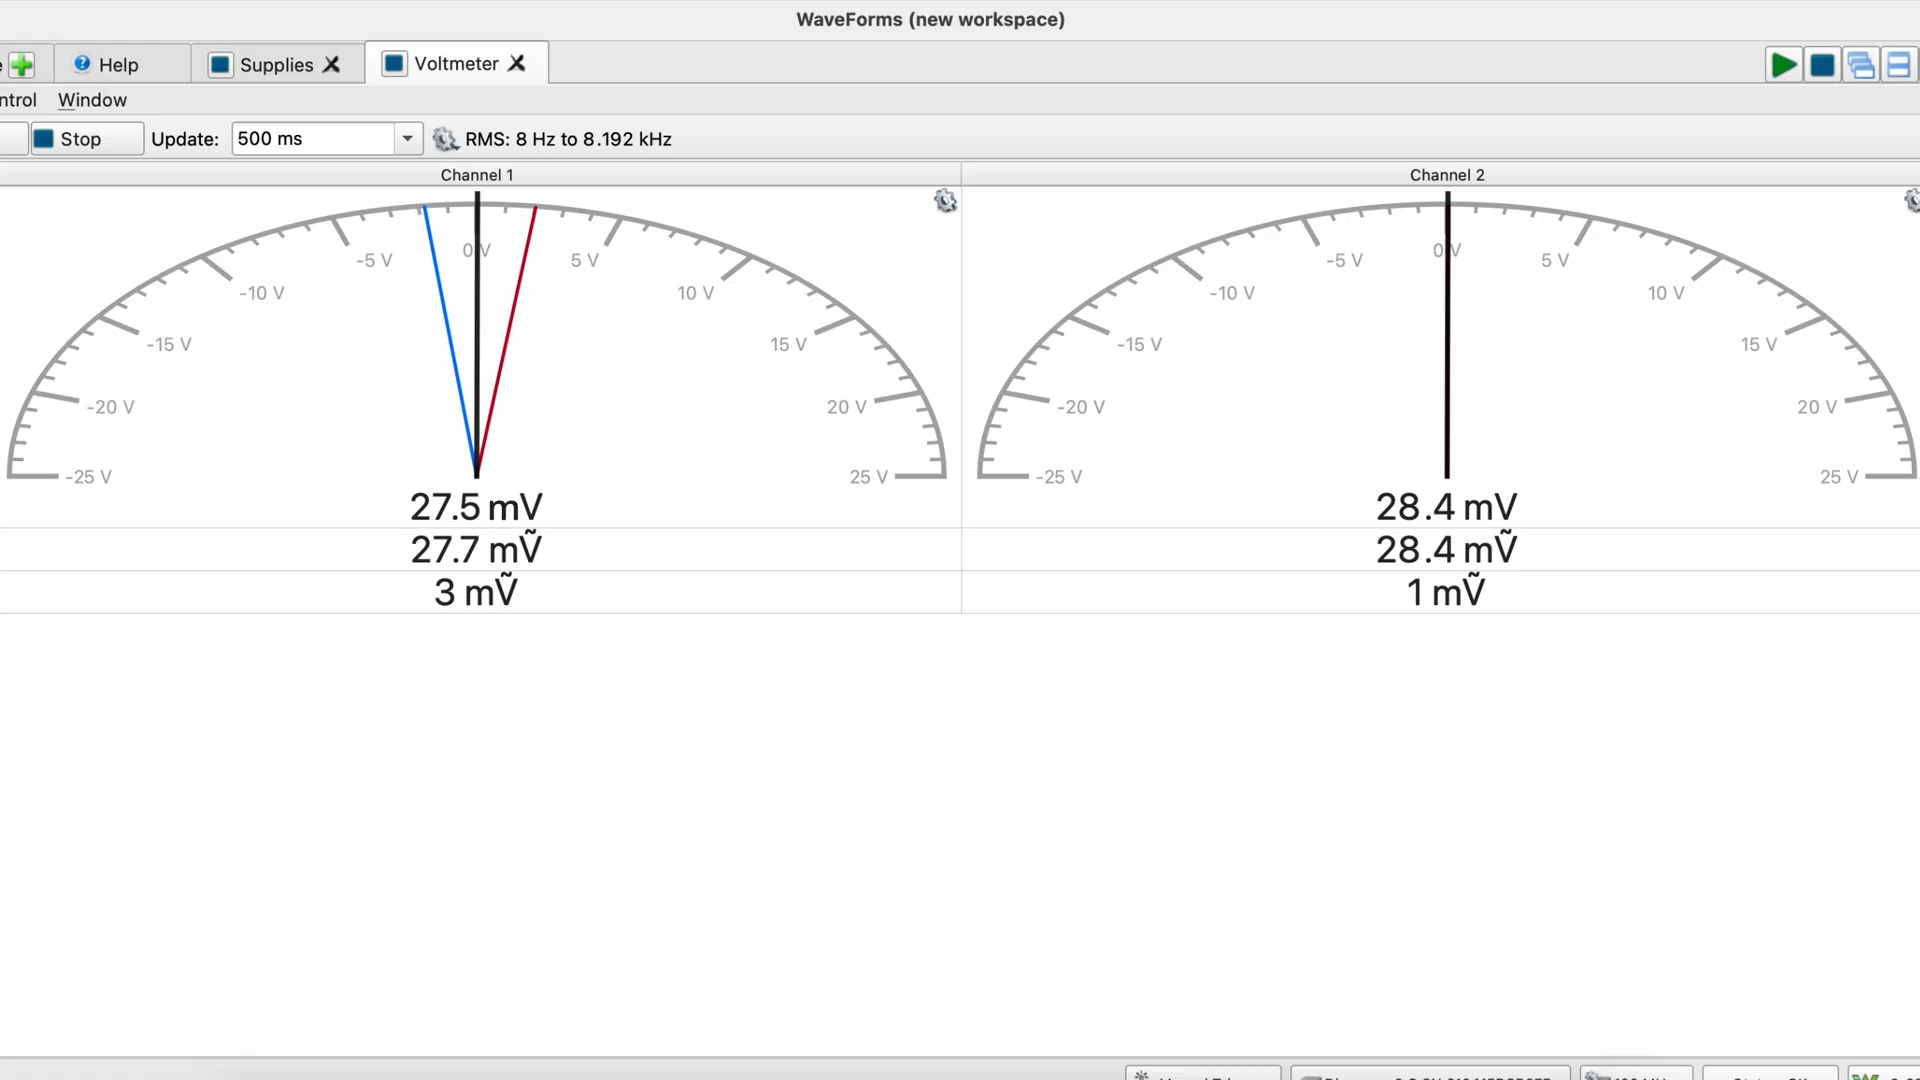 WaveForms (new workspace)
Help
Supplies
Voltmeter
ntrol Window
Stop Update: 500 ms RMS: 8 Hz to 8.192 kHz
Channel 1
-25 V -20 V -15 V -10 V -5 V 0 V 5 V 10 V 15 V 20 V 25 V
27.5 mV
27.7 mṼ
3 mṼ
Channel 2
-25 V -20 V -15 V -10 V -5 V 0 V 5 V 10 V 15 V 20 V 25 V
28.4 mV
28.4 mṼ
1 mṼ